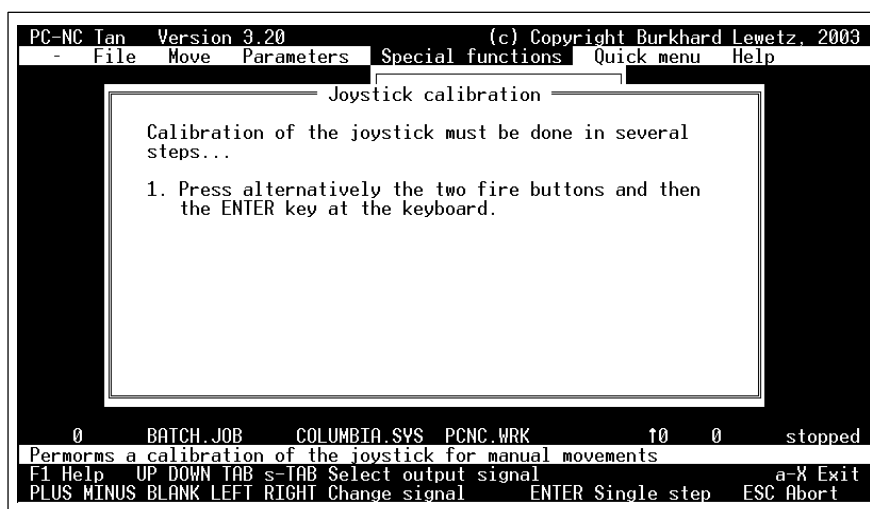 PC-NC Tan Version 3.20 (c) Copyright Burkhard Lewetz, 2003
- File Move Parameters Special functions Quick menu Help
Joystick calibration
Calibration of the joystick must be done in several
steps...
1. Press alternatively the two fire buttons and then
the ENTER key at the keyboard.
0 BATCH.JOB COLUMBIA.SYS PCNC.WRK ↑0 0 stopped
Permorms a calibration of the joystick for manual movements
F1 Help UP DOWN TAB s-TAB Select output signal a-X Exit
PLUS MINUS BLANK LEFT RIGHT Change signal ENTER Single step ESC Abort